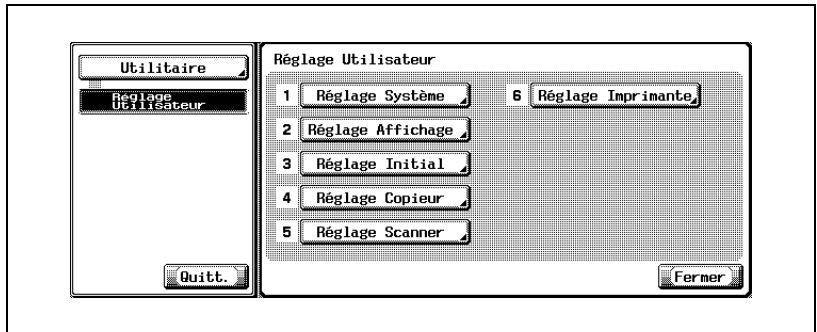 Utilitaire
Réglage
Utilisateur
Quitt.
Réglage Utilisateur
1 Réglage Système
2 Réglage Affichage
3 Réglage Initial
4 Réglage Copieur
5 Réglage Scanner
6 Réglage Imprimante
Fermer